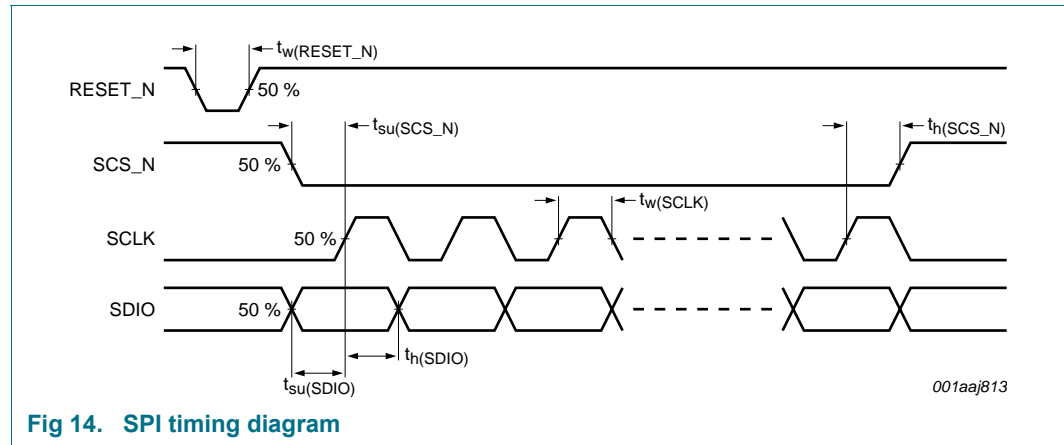 tw(RESET_N)
RESET_N
50 %
tsu(SCS_N)
th(SCS_N)
SCS_N
50 %
tw(SCLK)
SCLK
50 %
SDIO
50 %
th(SDIO)
tsu(SDIO)
001aaj813
Fig 14. SPI timing diagram